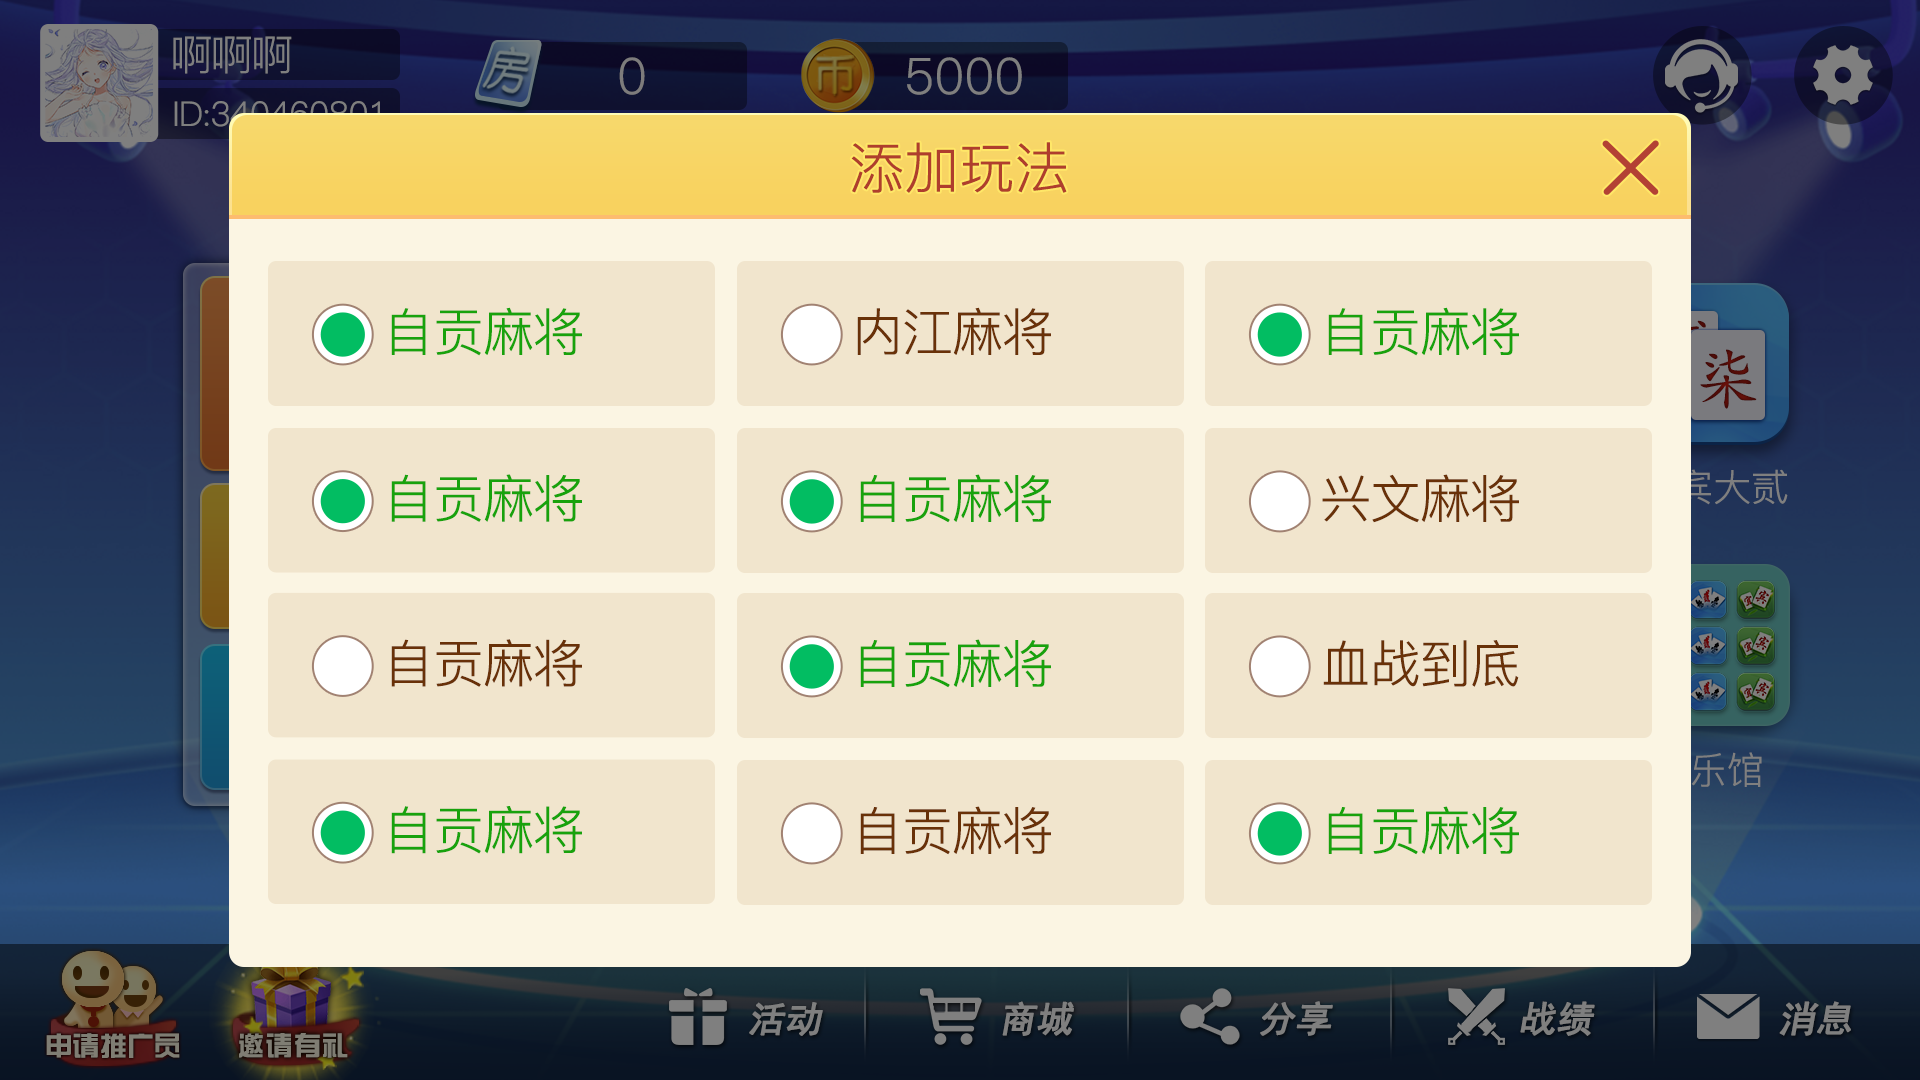 啊啊啊
房 0
币 5000
添加玩法
自贡麻将 内江麻将 自贡麻将
自贡麻将 自贡麻将 兴文麻将
自贡麻将 自贡麻将 血战到底
自贡麻将 自贡麻将 自贡麻将
柒
宾大贰
乐馆
申请推广员 邀请有礼 活动 商城 分享 战绩 消息